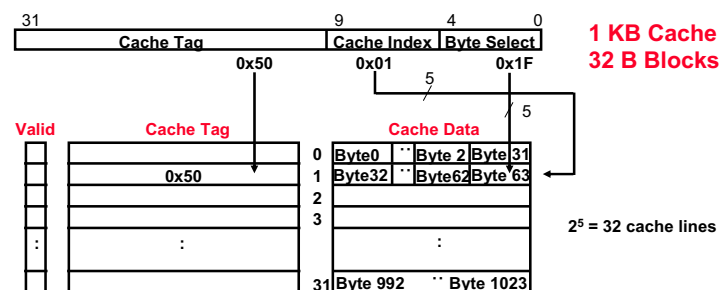 31 9 4 0
Cache Tag Cache Index Byte Select
1 KB Cache
32 B Blocks
0x50 0x01 0x1F
5
5
Valid Cache Tag Cache Data
0 Byte0 .. Byte 2 Byte 31
0x50 1 Byte32 .. Byte62 Byte 63
2
3
2⁵ = 32 cache lines
: : :
31 Byte 992 .. Byte 1023